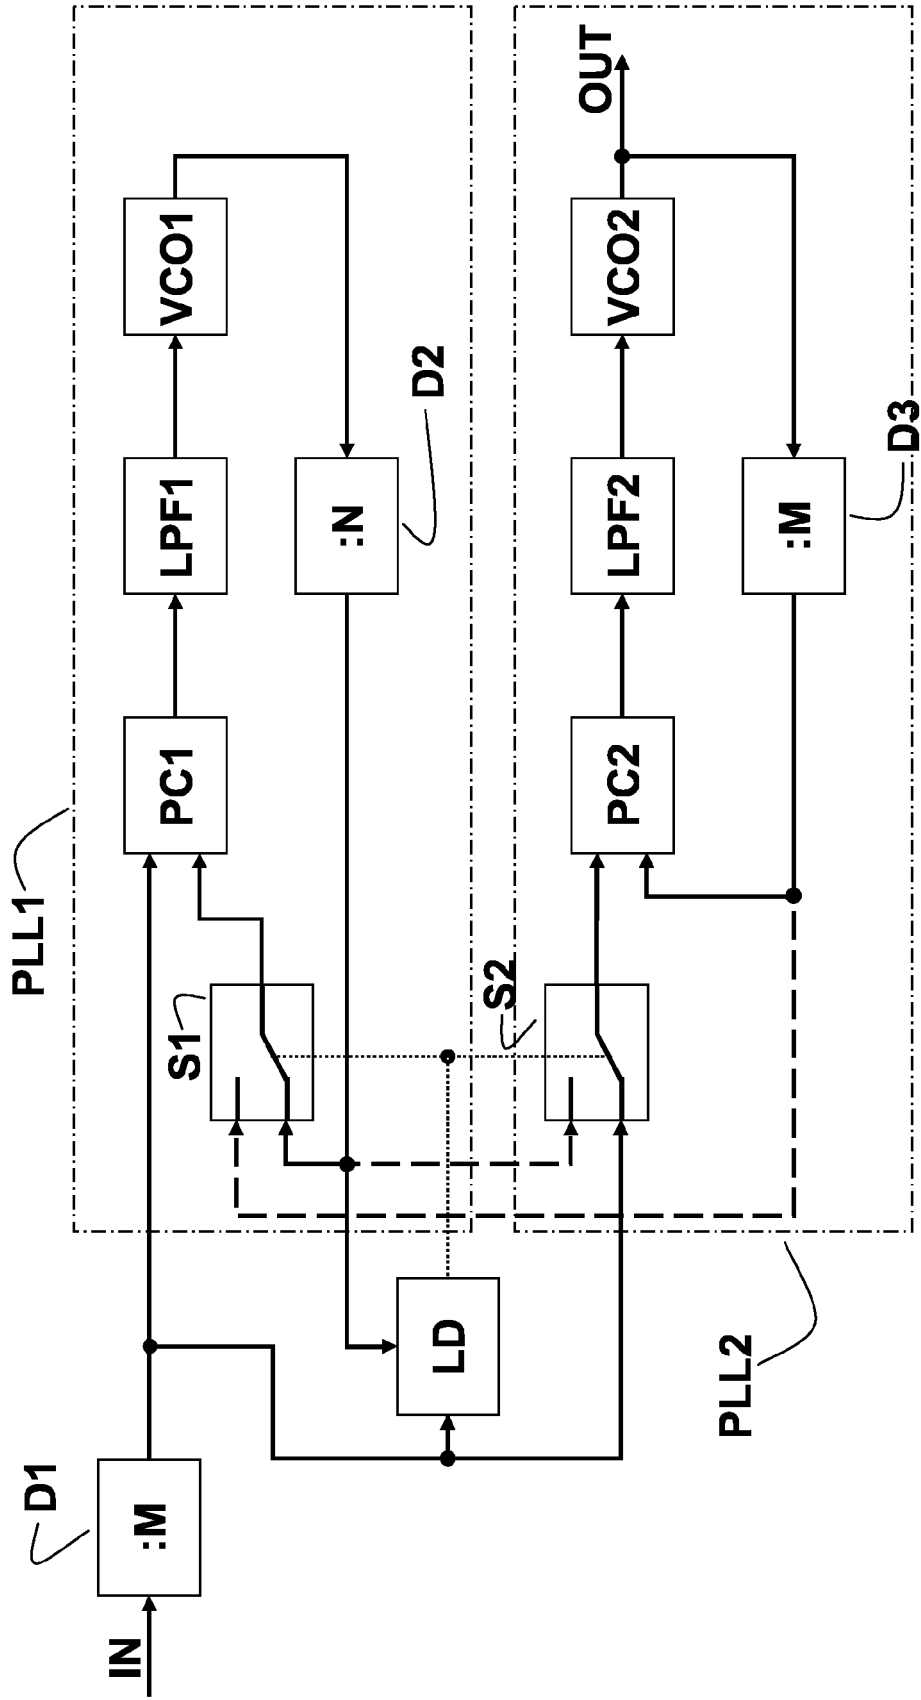 IN
D1
:M
PLL1
PC1
LPF1
VCO1
S1
:N
D2
LD
S2
PC2
LPF2
VCO2
OUT
:M
D3
PLL2